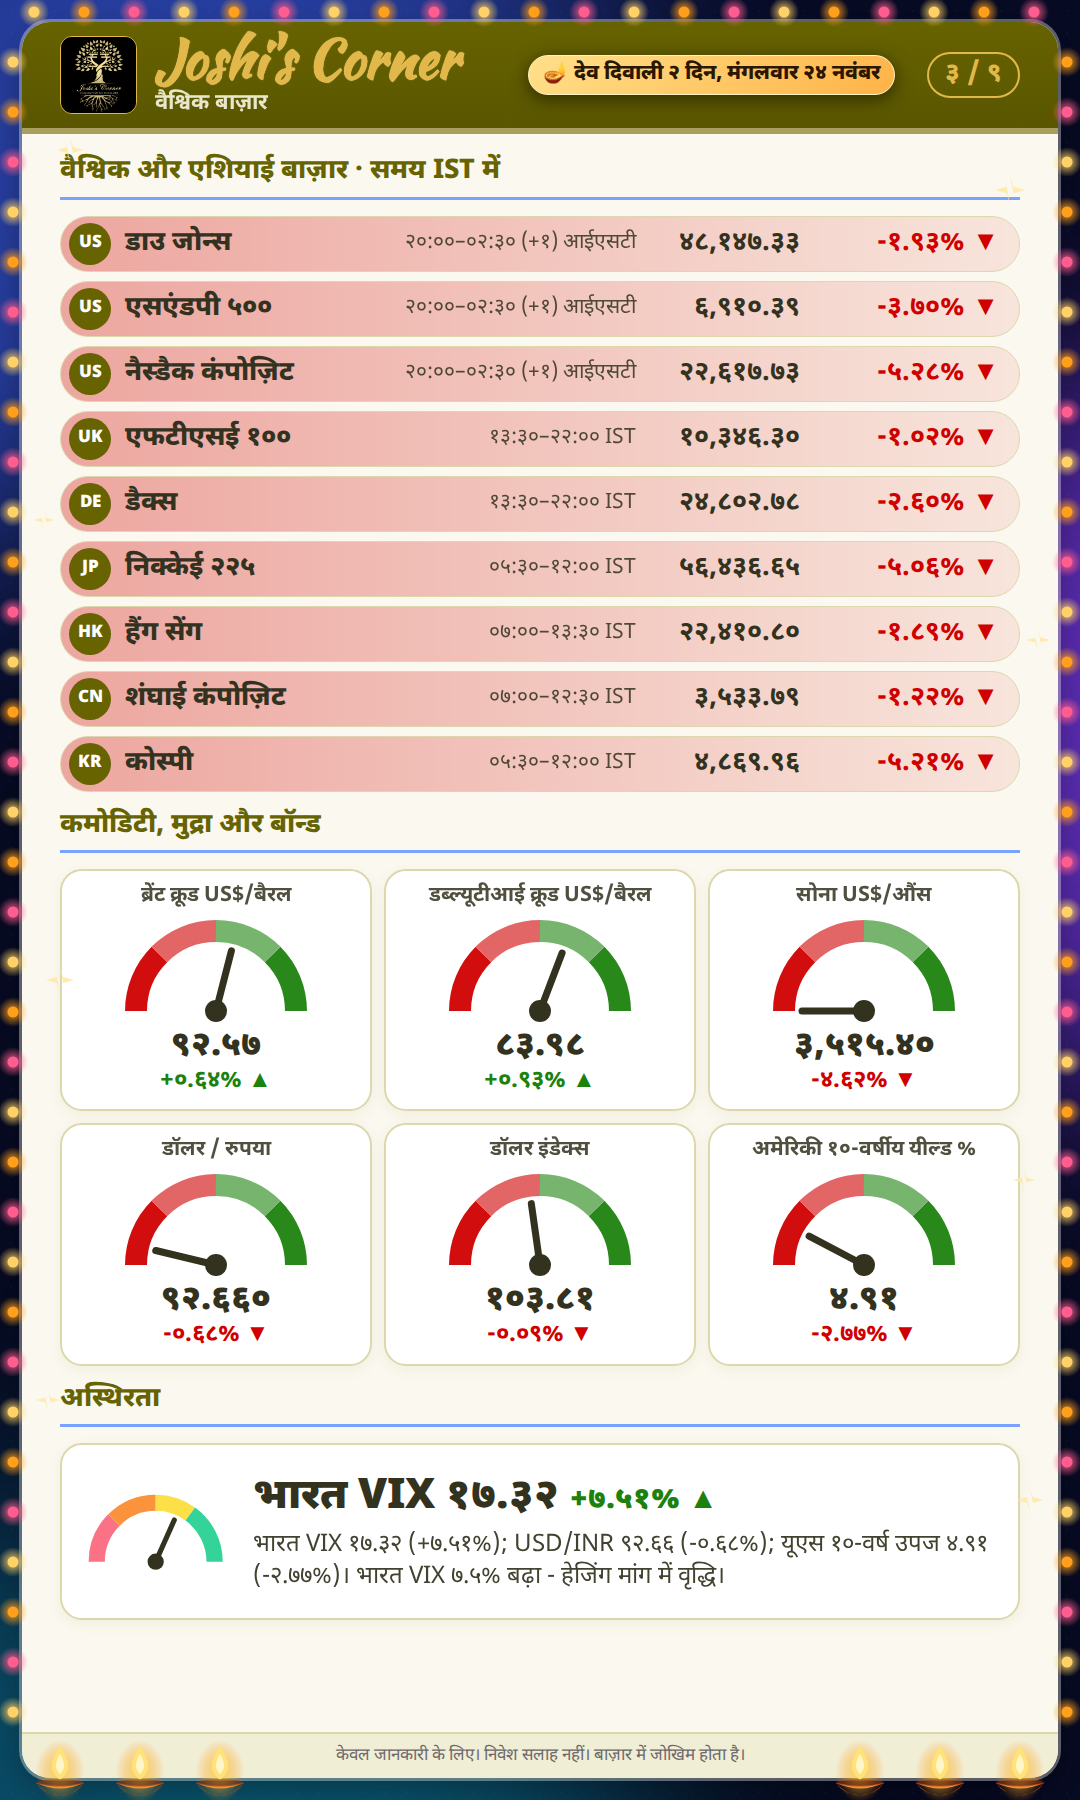 Joshi's Corner
Joshi's Corner
वैश्विक बाज़ार
🪔 देव दिवाली २ दिन, मंगलवार २४ नवंबर
३ / ९
वैश्विक और एशियाई बाज़ार · समय IST में
US डाउ जोन्स २०:००–०२:३० (+१) आईएसटी ४८,१४७.३३ -१.९३% ▼
US एसएंडपी ५०० २०:००–०२:३० (+१) आईएसटी ६,९१०.३९ -३.७०% ▼
US नैस्डैक कंपोज़िट २०:००–०२:३० (+१) आईएसटी २२,६१७.७३ -५.२८% ▼
UK एफटीएसई १०० १३:३०–२२:०० IST १०,३४६.३० -१.०२% ▼
DE डैक्स १३:३०–२२:०० IST २४,८०२.७८ -२.६०% ▼
JP निक्केई २२५ ०५:३०–१२:०० IST ५६,४३६.६५ -५.०६% ▼
HK हैंग सेंग ०७:००–१३:३० IST २२,४१०.८० -१.८९% ▼
CN शंघाई कंपोज़िट ०७:००–१२:३० IST ३,५३३.७९ -१.२२% ▼
KR कोस्पी ०५:३०–१२:०० IST ४,८६९.९६ -५.२१% ▼
कमोडिटी, मुद्रा और बॉन्ड
ब्रेंट क्रूड US$/बैरल
९२.५७
+०.६४% ▲
डब्ल्यूटीआई क्रूड US$/बैरल
८३.९८
+०.९३% ▲
सोना US$/औंस
३,५१५.४०
-४.६२% ▼
डॉलर / रुपया
९२.६६०
-०.६८% ▼
डॉलर इंडेक्स
१०३.८१
-०.०९% ▼
अमेरिकी १०-वर्षीय यील्ड %
४.९१
-२.७७% ▼
अस्थिरता
भारत VIX १७.३२ +७.५१% ▲
भारत VIX १७.३२ (+७.५१%); USD/INR ९२.६६ (-०.६८%); यूएस १०-वर्ष उपज ४.९१
(-२.७७%)। भारत VIX ७.५% बढ़ा - हेजिंग मांग में वृद्धि।
केवल जानकारी के लिए। निवेश सलाह नहीं। बाज़ार में जोखिम होता है।